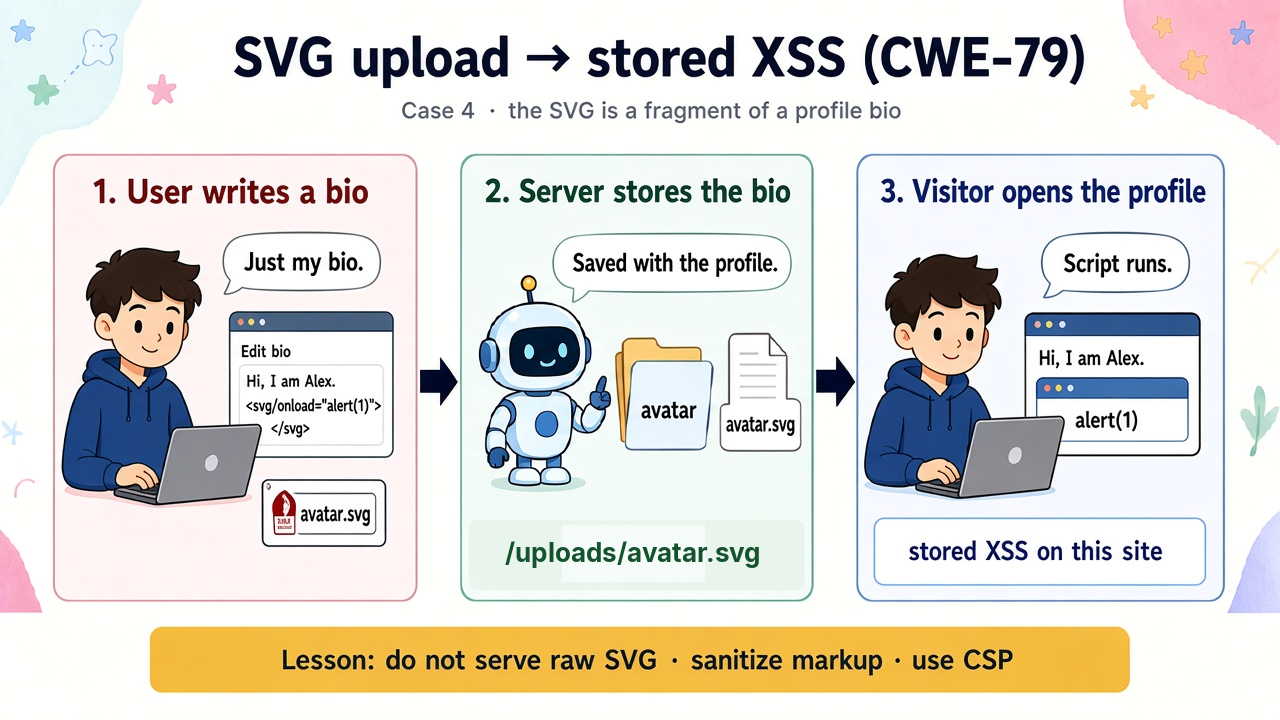 SVG upload → stored XSS (CWE-79)
Case 4 · the SVG is a fragment of a profile bio
1. User writes a bio
Just my bio.
Edit bio
Hi, I am Alex.
<svg/onload="alert(1)">
</svg>
avatar.svg
2. Server stores the bio
Saved with the profile.
avatar
avatar.svg
/uploads/avatar.svg
3. Visitor opens the profile
Script runs.
Hi, I am Alex.
alert(1)
stored XSS on this site
Lesson: do not serve raw SVG · sanitize markup · use CSP